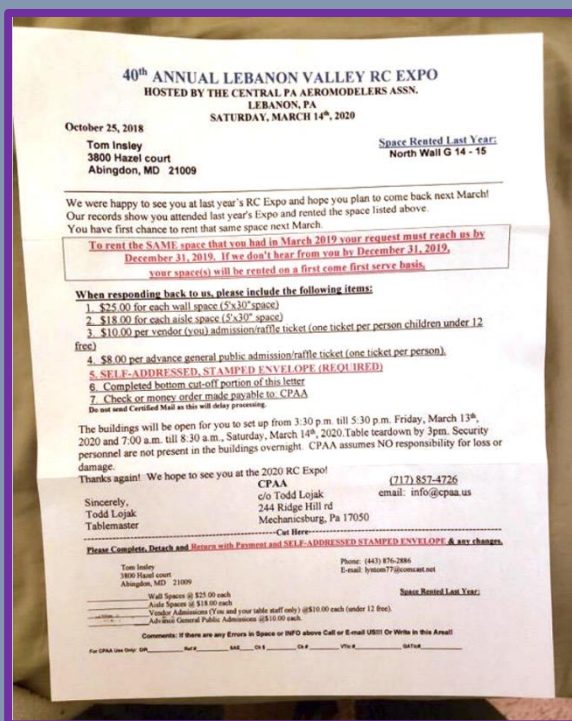 40th ANNUAL LEBANON VALLEY RC EXPO
HOSTED BY THE CENTRAL PA AEROMODELERS ASSN.
LEBANON, PA
SATURDAY, MARCH 14th, 2020
October 25, 2018
Tom Insley
3800 Hazel court
Abingdon, MD 21009
Space Rented Last Year:
North Wall G 14 - 15
We were happy to see you at last year's RC Expo and hope you plan to come back next March!
Our records show you attended last year's Expo and rented the space listed above.
You have first chance to rent that same space next March.
To rent the SAME space that you had in March 2019 your request must reach us by
December 31, 2019. If we don't hear from you by December 31, 2019,
your space(s) will be rented on a first come first serve basis.
When responding back to us, please include the following items:
1. $25.00 for each wall space (5'x30"space)
2. $18.00 for each aisle space (5'x30" space)
3. $10.00 per vendor (you) admission/raffle ticket (one ticket per person children under 12
free)
4. $8.00 per advance general public admission/raffle ticket (one ticket per person).
5. SELF-ADDRESSED, STAMPED ENVELOPE (REQUIRED)
6. Completed bottom cut-off portion of this letter
7. Check or money order made payable to: CPAA
Do not send Certified Mail as this will delay processing.
The buildings will be open for you to set up from 3:30 p.m. till 5:30 p.m. Friday, March 13th,
2020 and 7:00 a.m. till 8:30 a.m., Saturday, March 14th, 2020.Table teardown by 3pm. Security
personnel are not present in the buildings overnight. CPAA assumes NO responsibility for loss or
damage.
Thanks again! We hope to see you at the 2020 RC Expo!
Sincerely,
Todd Lojak
Tablemaster
CPAA
c/o Todd Lojak
244 Ridge Hill rd
Mechanicsburg, Pa 17050
(717) 857-4726
email: info@cpaa.us
Cut Here
Please Complete, Detach and Return with Payment and SELF-ADDRESSED STAMPED ENVELOPE & any changes.
Tom Insley
3800 Hazel court
Abingdon, MD 21009
Phone: (443) 876-2886
E-mail: lyntom77@comcast.net
Space Rented Last Year:
Wall Spaces @ $25.00 each
Aisle Spaces @ $18.00 each
Vendor Admissions (You and your table staff only) @$10.00 each (under 12 free).
Advance General Public Admissions @$10.00 each.
Comments: If there are any Errors in Space or INFO above Call or E-mail US!!! Or Write in this Area!!
For CPAA Use Only: D/P Ref # SAE Ch $ Ch #